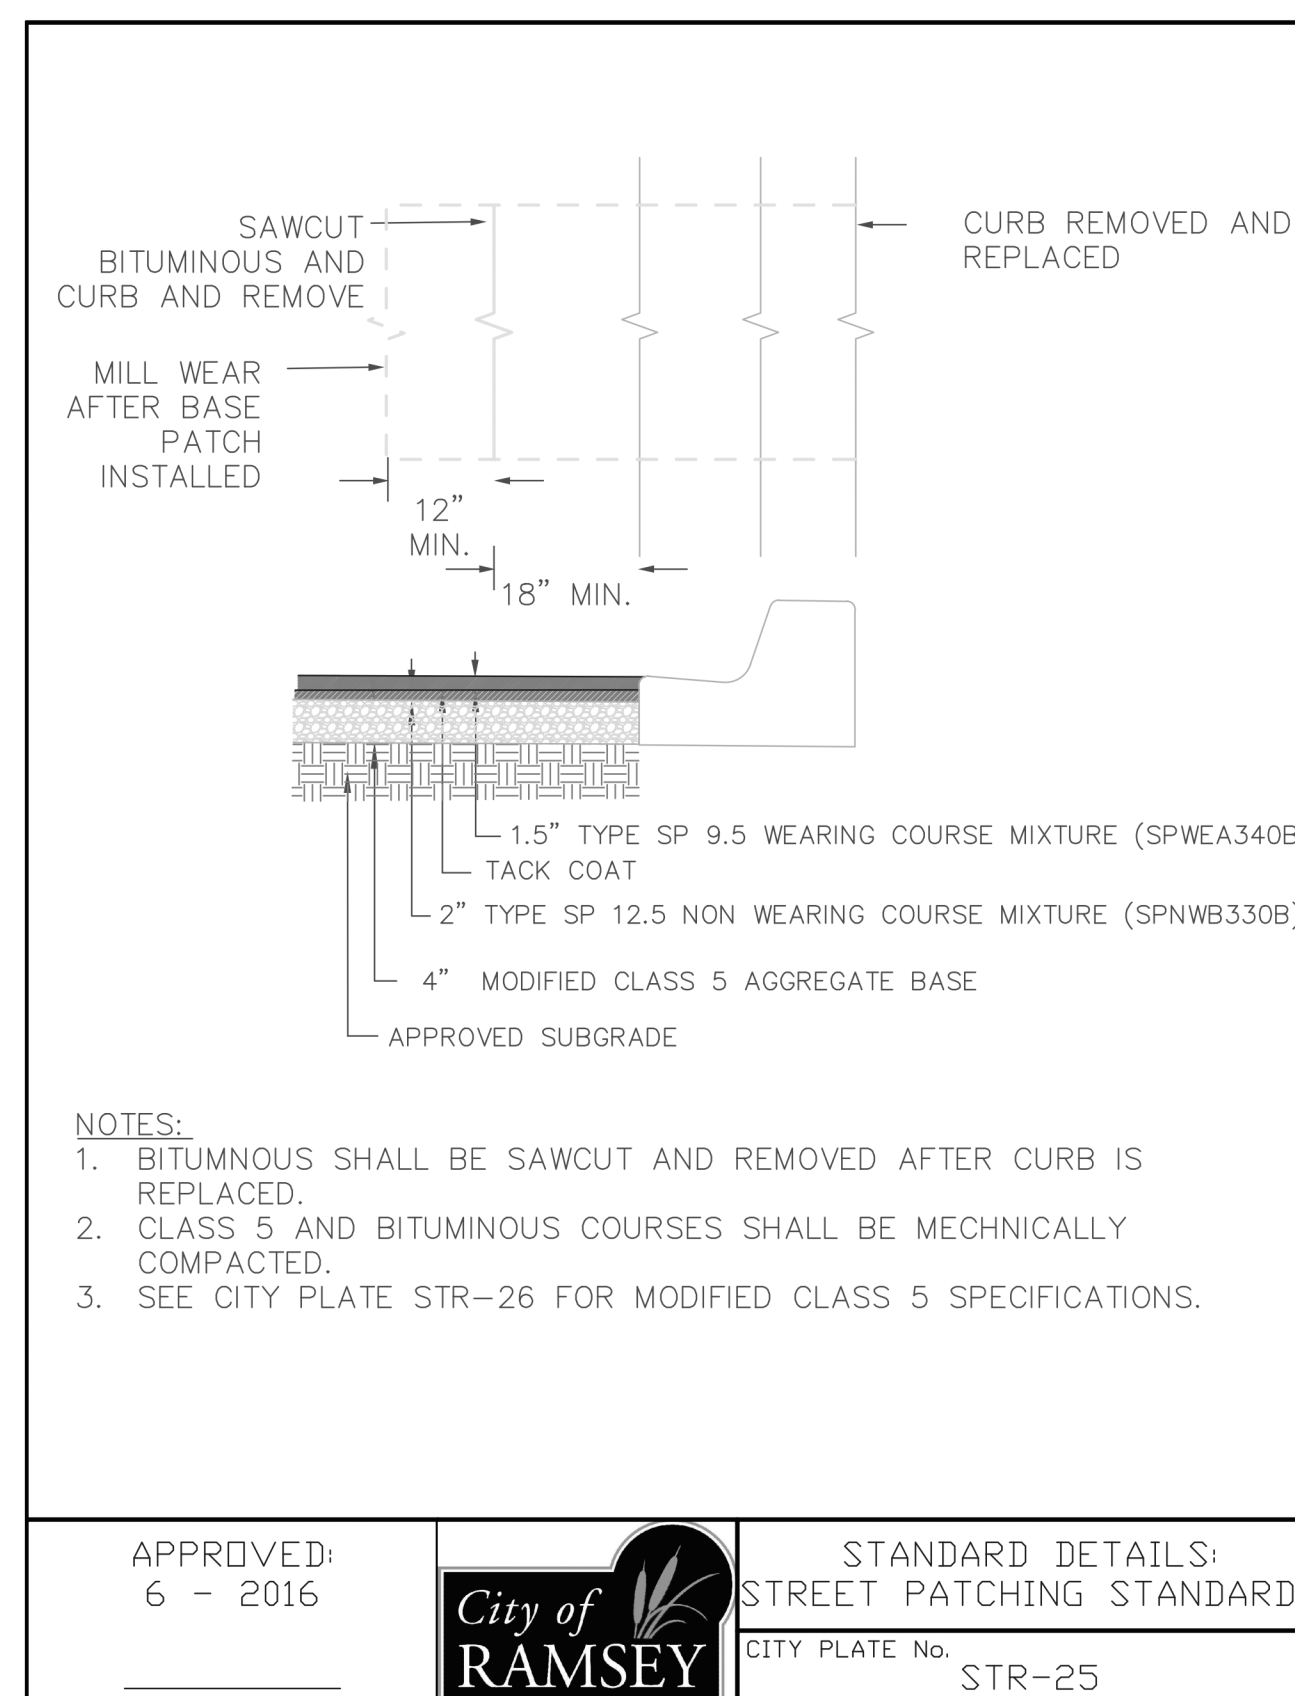 SAWCUT
BITUMINOUS AND
CURB AND REMOVE
CURB REMOVED AND
REPLACED
MILL WEAR
AFTER BASE
PATCH
INSTALLED
12"
MIN.
18" MIN.
1.5" TYPE SP 9.5 WEARING COURSE MIXTURE (SPWEA340B
TACK COAT
2" TYPE SP 12.5 NON WEARING COURSE MIXTURE (SPNWB330B)
4" MODIFIED CLASS 5 AGGREGATE BASE
APPROVED SUBGRADE
NOTES:
1. BITUMNOUS SHALL BE SAWCUT AND REMOVED AFTER CURB IS
REPLACED.
2. CLASS 5 AND BITUMINOUS COURSES SHALL BE MECHNICALLY
COMPACTED.
3. SEE CITY PLATE STR-26 FOR MODIFIED CLASS 5 SPECIFICATIONS.
APPROVED:
6 - 2016
City of
RAMSEY
STANDARD DETAILS:
STREET PATCHING STANDARD
CITY PLATE No.
STR-25